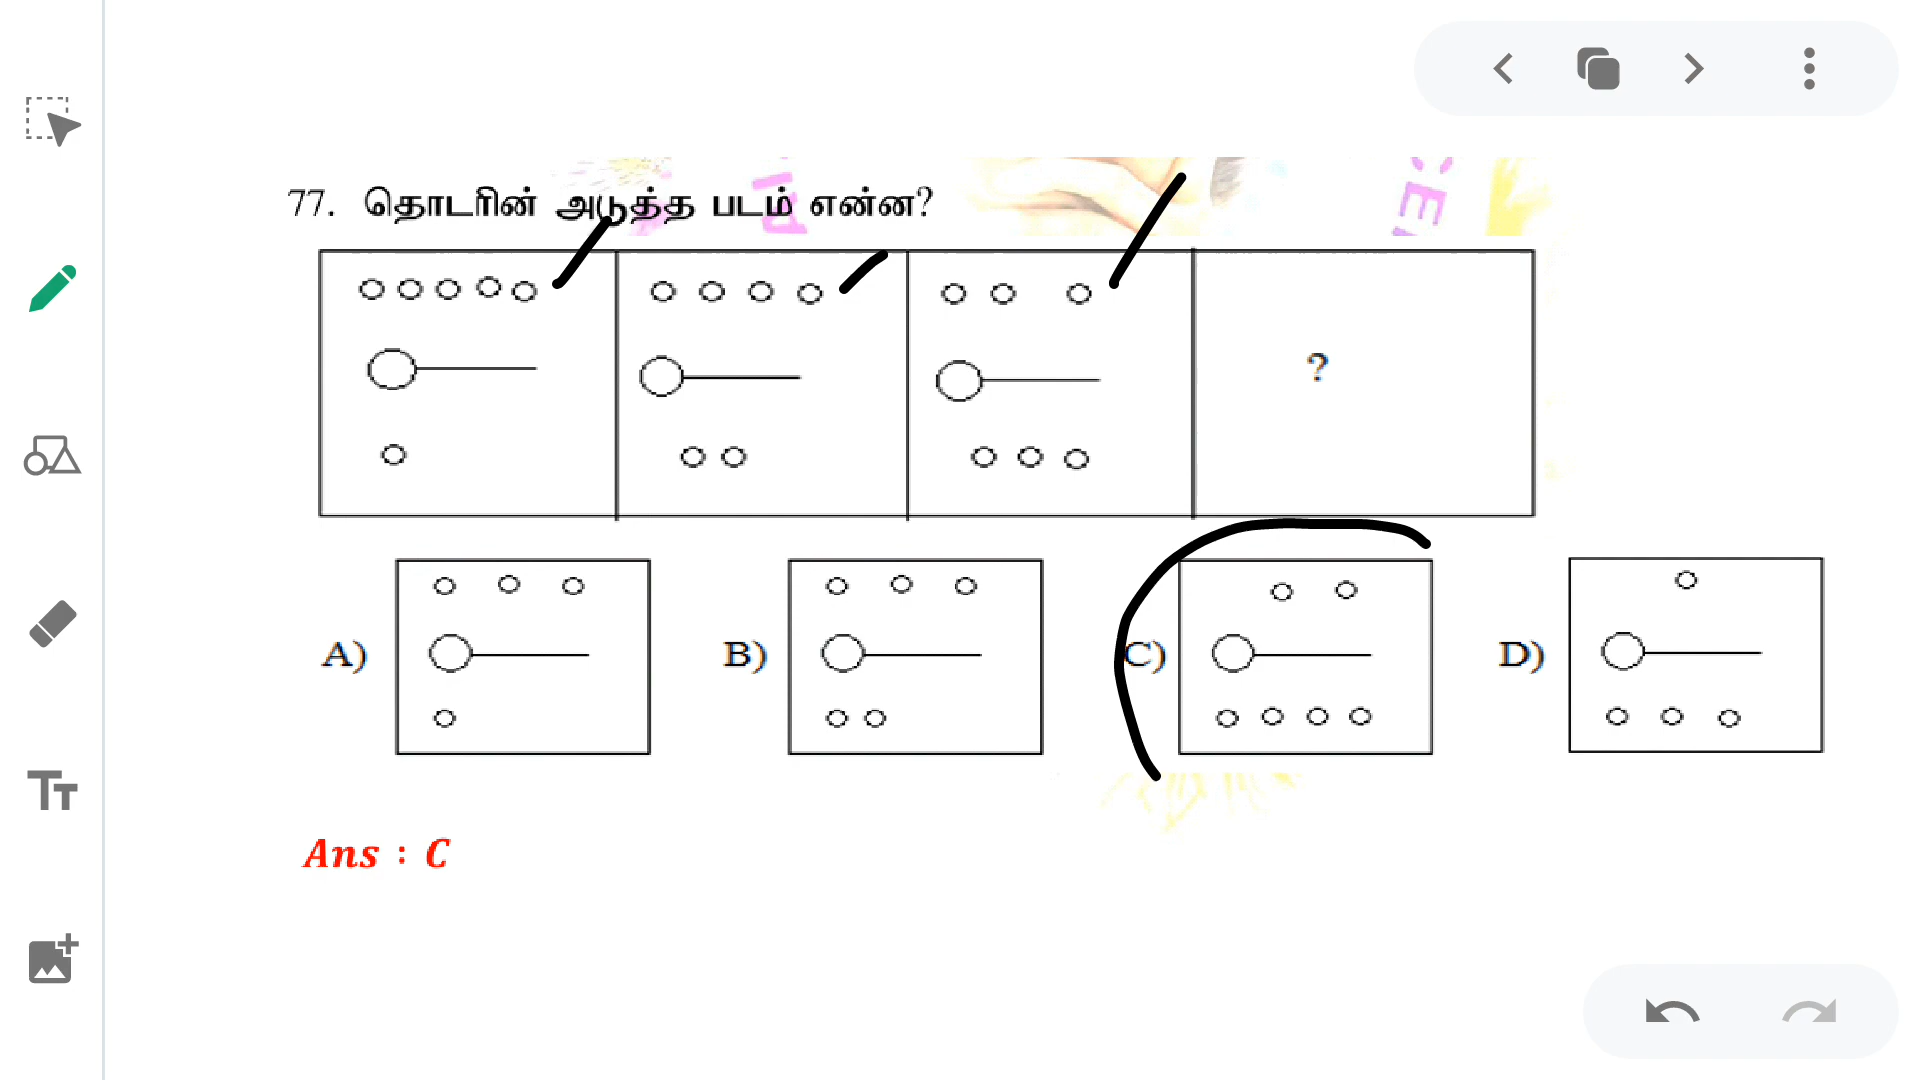 77. தொடரின் அடுத்த படம் என்ன?
?
A) B) C) D)
Ans : C